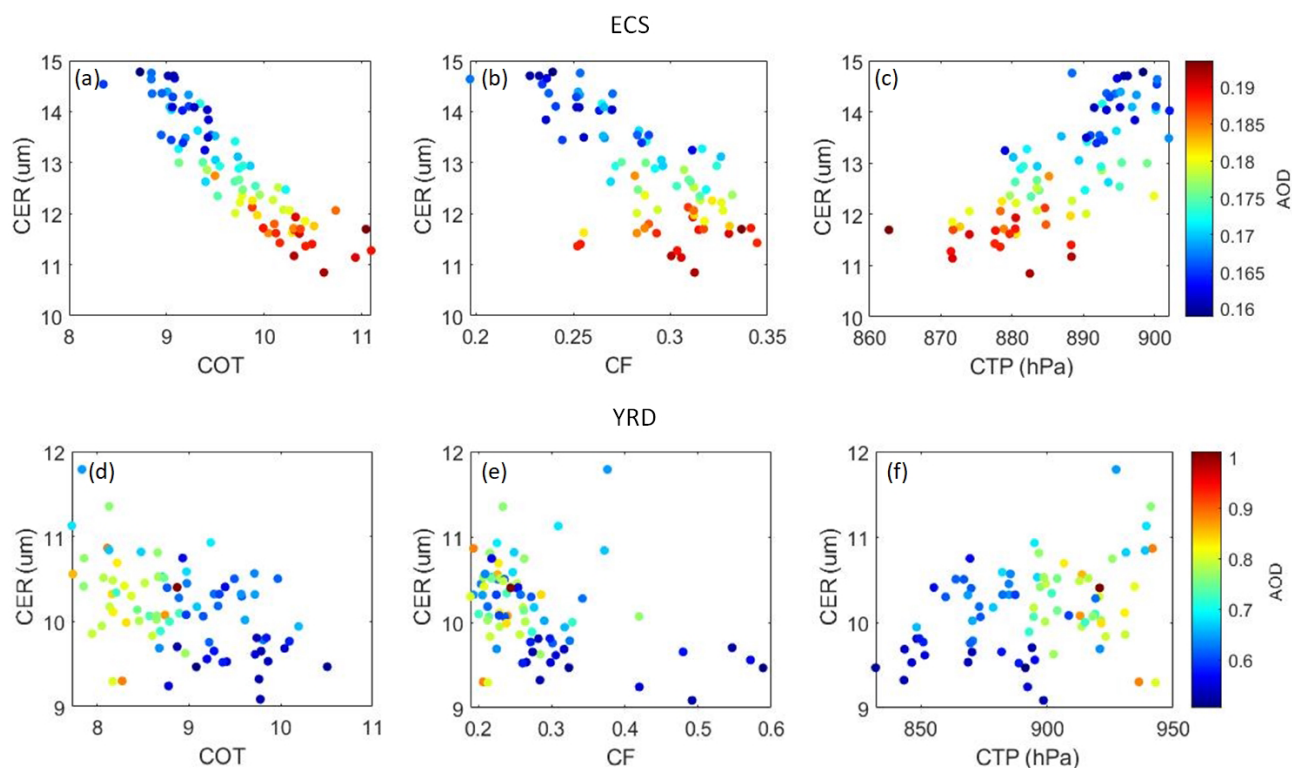 ECS
(a)
15
14
13
12
11
10
CER (um)
8 9 10 11
COT
(b)
15
14
13
12
11
10
CER (um)
0.2 0.25 0.3 0.35
CF
(c)
15
14
13
12
11
10
CER (um)
860 870 880 890 900
CTP (hPa)
0.19
0.185
0.18
0.175
0.17
0.165
0.16
AOD
YRD
(d)
12
11
10
9
CER (um)
8 9 10 11
COT
(e)
12
11
10
9
CER (um)
0.2 0.3 0.4 0.5 0.6
CF
(f)
12
11
10
9
CER (um)
850 900 950
CTP (hPa)
1
0.9
0.8
0.7
0.6
AOD